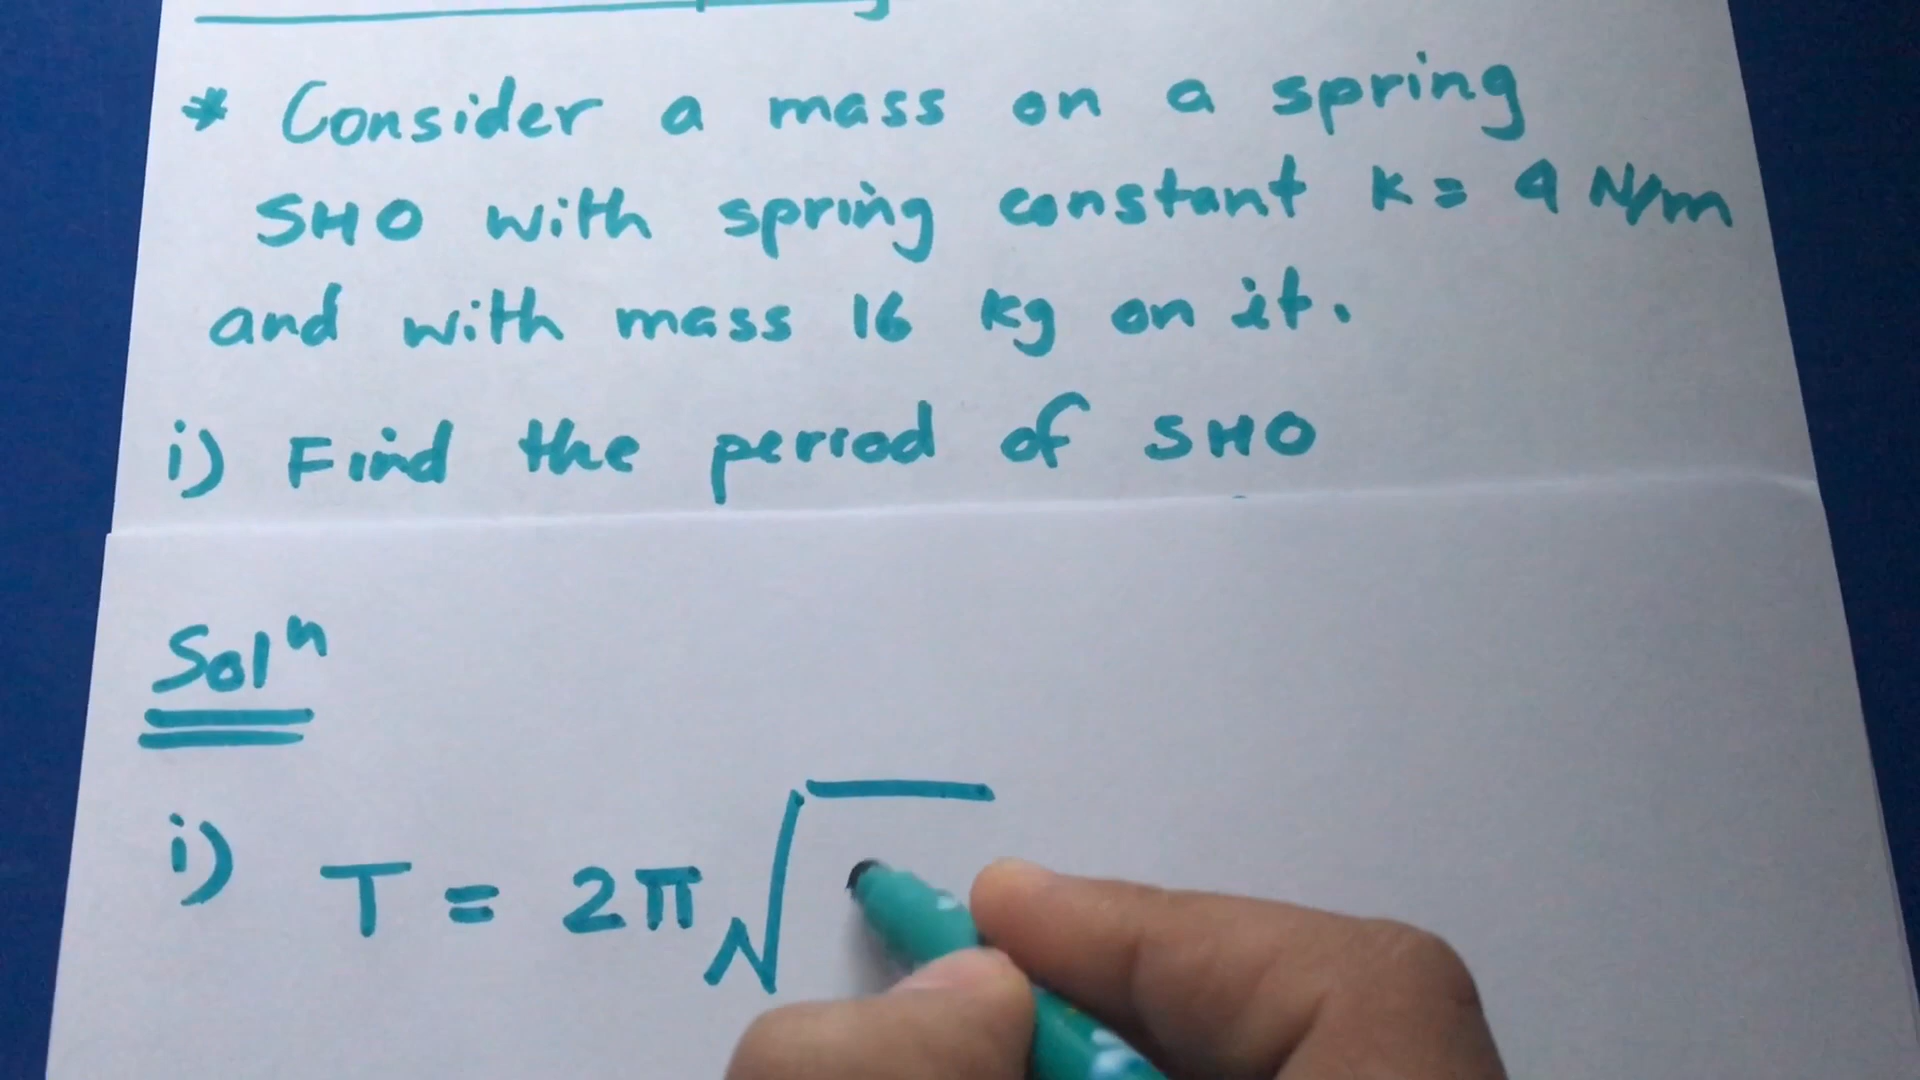 * Consider a mass on a spring
SHO with spring constant K = 4 N/m
and with mass 16 kg on it.
i) Find the period of SHO
Solⁿ
i) T = 2π√